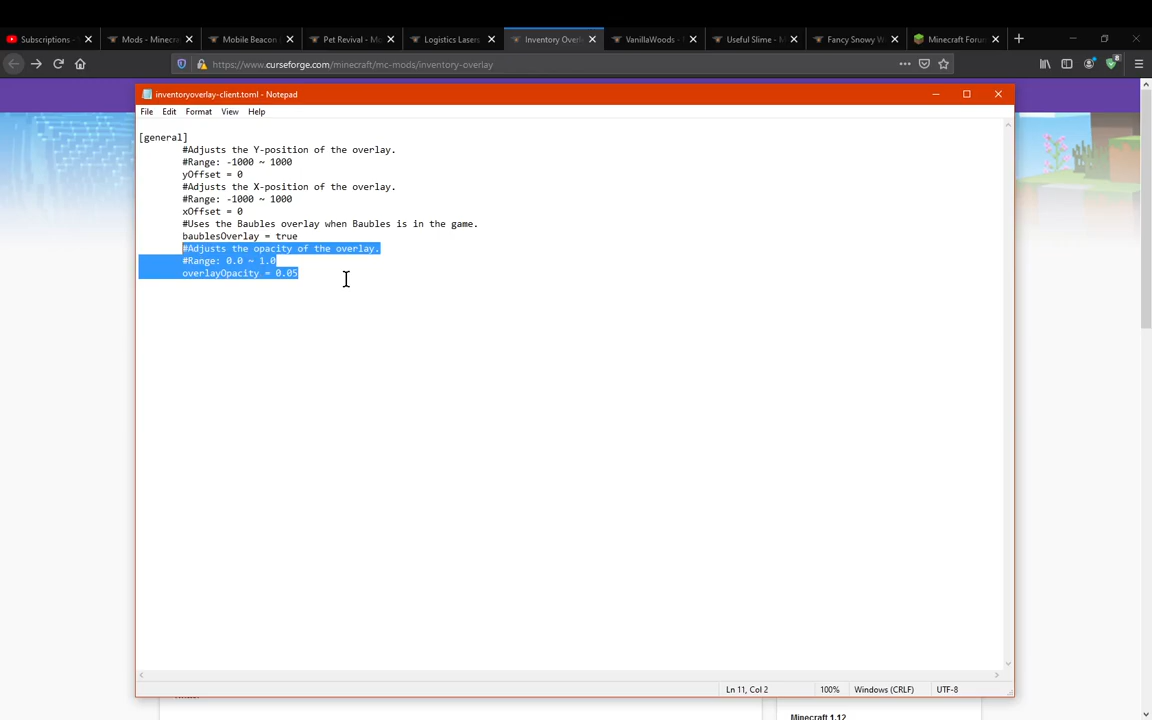 Subscriptions -
Mods - Minecra
Mobile Beacon
Pet Revival - M
Logistics Lasers
Inventory Overl
VanillaWoods -
Useful Slime - M
Fancy Snowy W
Minecraft Foru
https://www.curseforge.com/minecraft/mc-mods/inventory-overlay
8
inventoryoverlay-client.toml - Notepad
File Edit Format View Help
[general]
#Adjusts the Y-position of the overlay.
#Range: -1000 ~ 1000
yOffset = 0
#Adjusts the X-position of the overlay.
#Range: -1000 ~ 1000
xOffset = 0
#Uses the Baubles overlay when Baubles is in the game.
baublesOverlay = true
#Adjusts the opacity of the overlay.
#Range: 0.0 ~ 1.0
overlayOpacity = 0.05
Ln 11, Col 2 100% Windows (CRLF) UTF-8
Minecraft 1.12